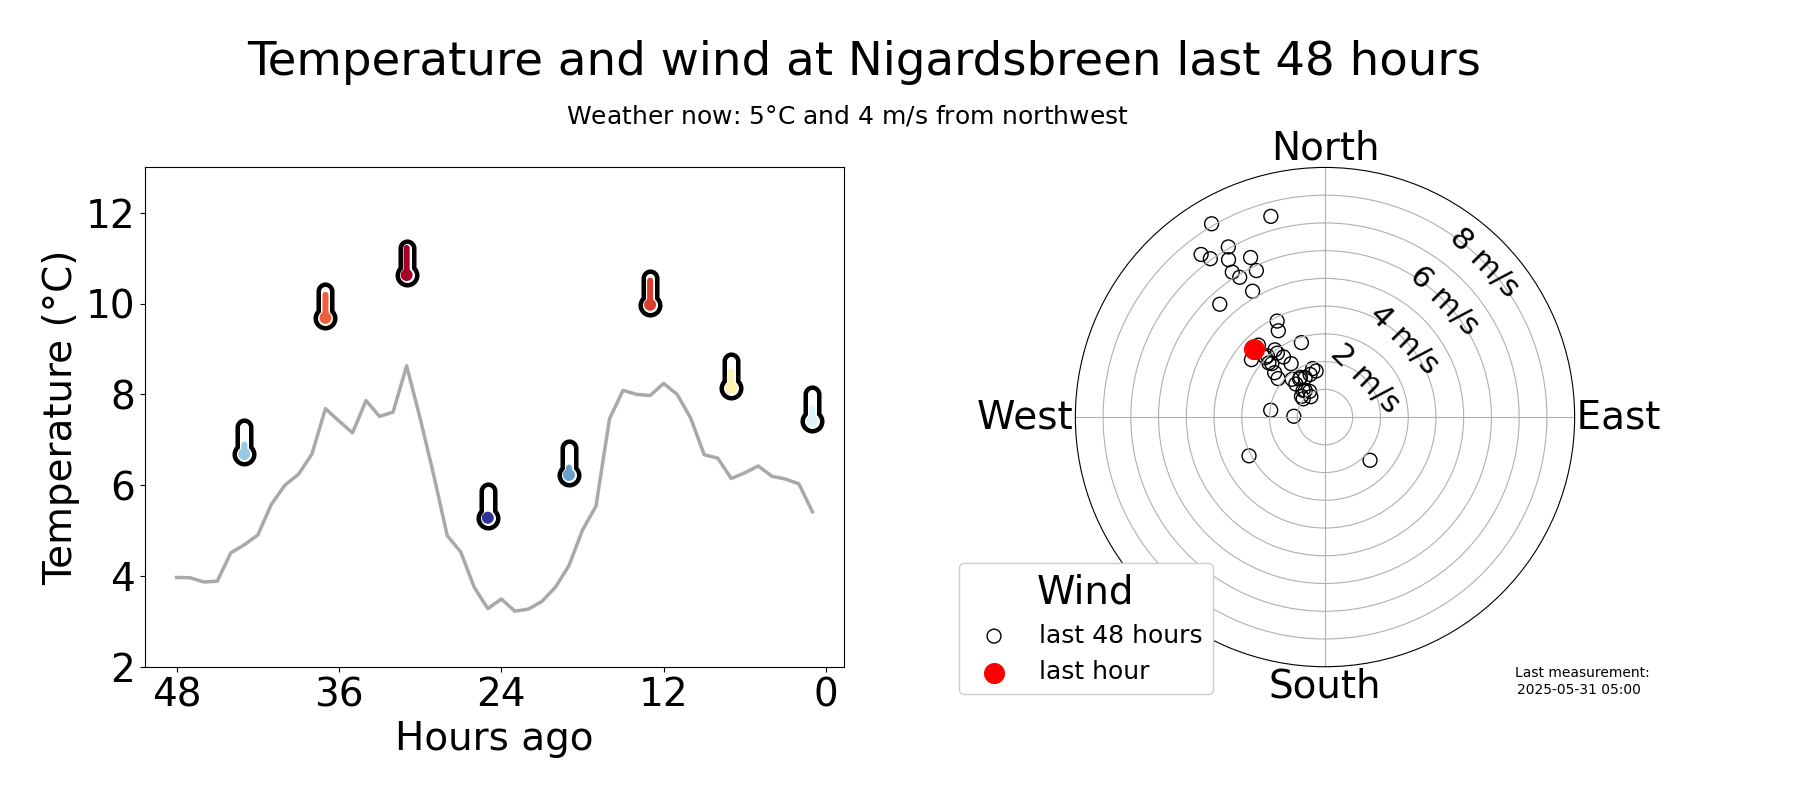 Temperature and wind at Nigardsbreen last 48 hours
Weather now: 5°C and 4 m/s from northwest
Temperature (°C)
12
10
8
6
4
2
48
36
24
12
0
Hours ago
North
West
East
South
8 m/s
6 m/s
4 m/s
2 m/s
Wind
last 48 hours
last hour
Last measurement:
2025-05-31 05:00